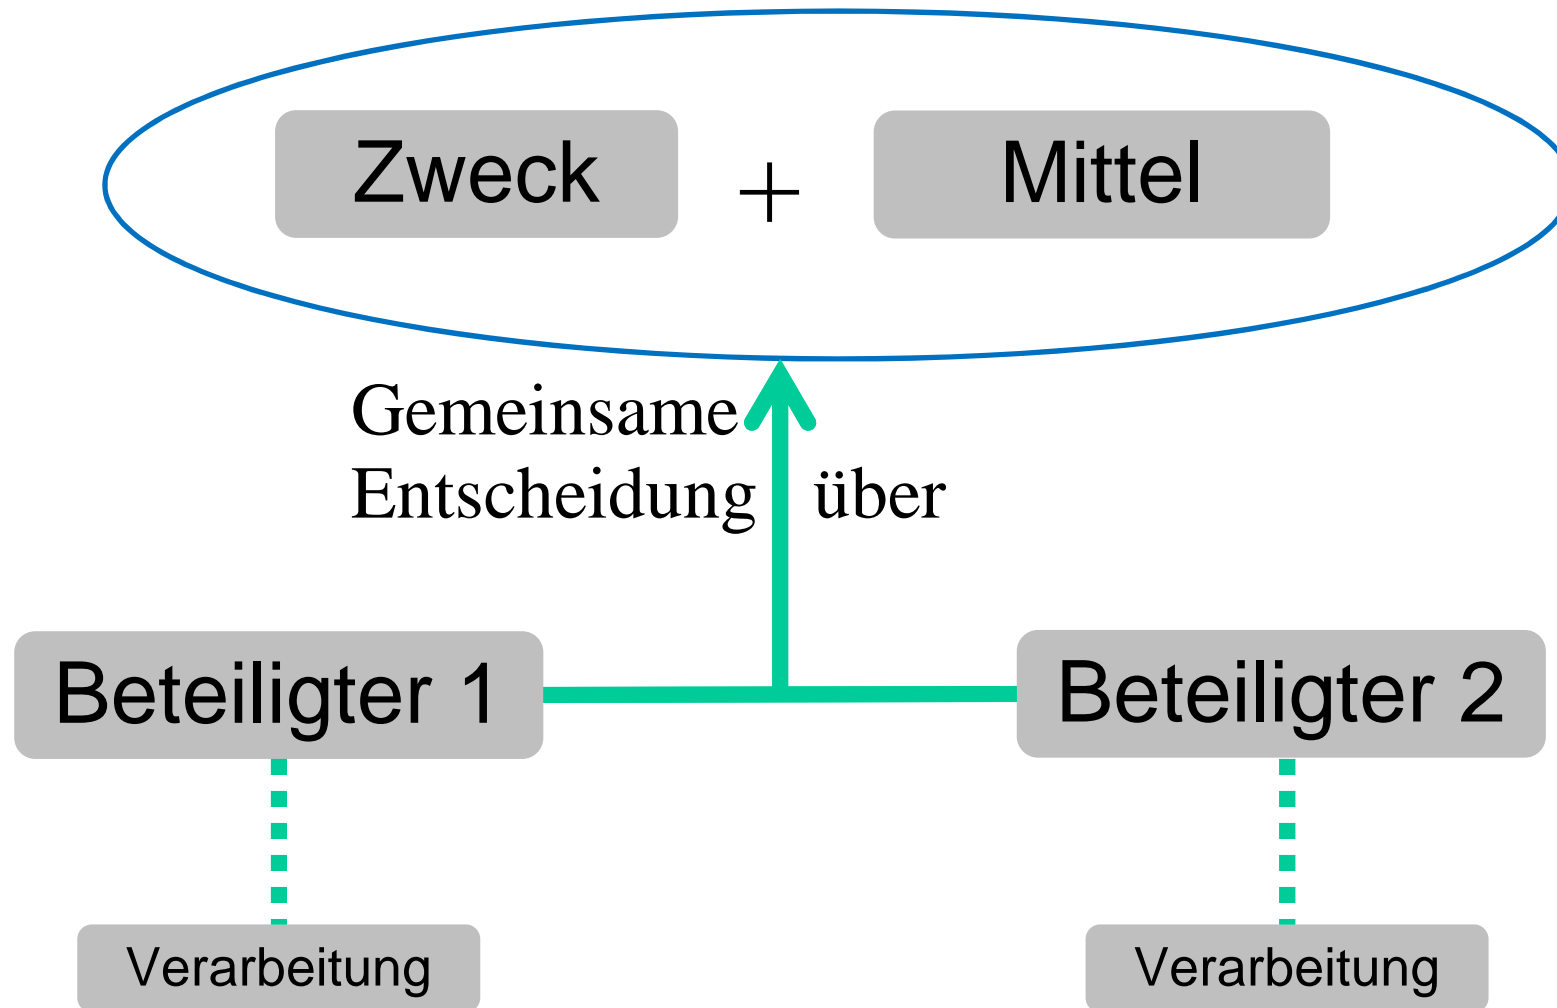 Zweck + Mittel
Gemeinsame
Entscheidung über
Beteiligter 1 Beteiligter 2
Verarbeitung Verarbeitung